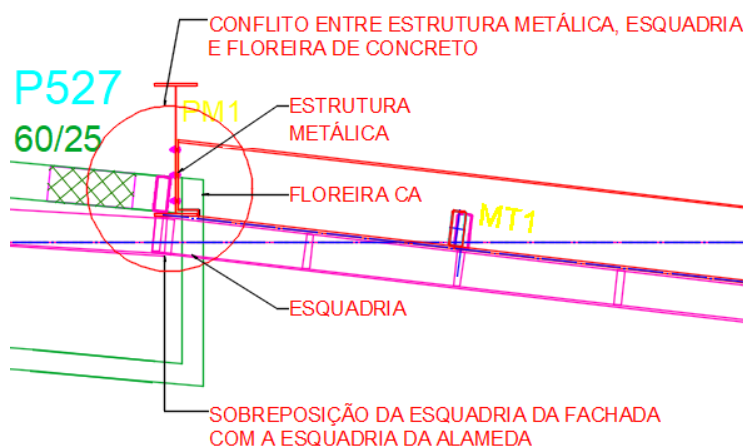 CONFLITO ENTRE ESTRUTURA METÁLICA, ESQUADRIA
E FLOREIRA DE CONCRETO
P527
60/25
PM1
ESTRUTURA
METÁLICA
FLOREIRA CA
MT1
ESQUADRIA
SOBREPOSIÇÃO DA ESQUADRIA DA FACHADA
COM A ESQUADRIA DA ALAMEDA